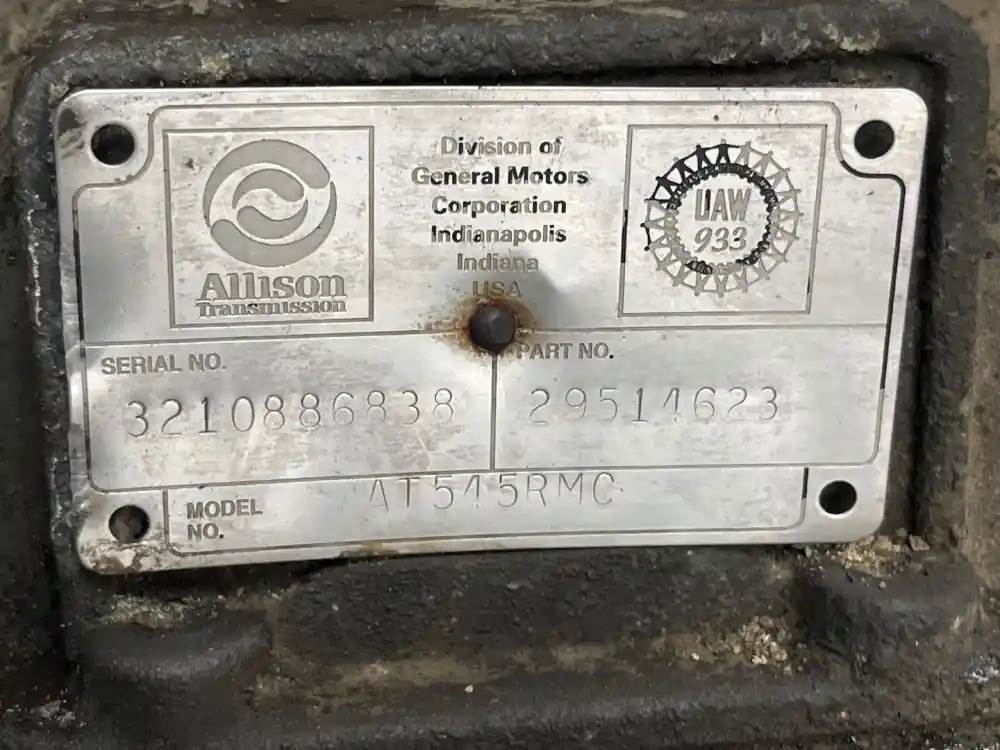 Allison
Transmission
Division of
General Motors
Corporation
Indianapolis
Indiana
USA
UAW
933
SERIAL NO.
3210886838
PART NO.
29514623
MODEL
NO.
AT545RMC